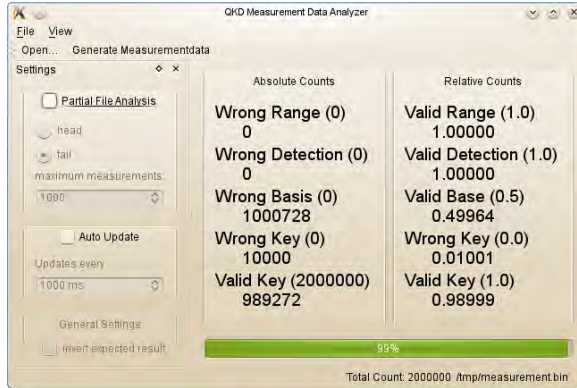 QKD Measurement Data Analyzer
File View
Open... Generate Measurementdata
Settings
Partial File Analysis
head
tail
maximum measurements:
1000
Auto Update
Updates every
1000 ms
General Settings
invert expected result
Absolute Counts
Wrong Range (0)
0
Wrong Detection (0)
0
Wrong Basis (0)
1000728
Wrong Key (0)
10000
Valid Key (2000000)
989272
Relative Counts
Valid Range (1.0)
1.00000
Valid Detection (1.0)
1.00000
Valid Base (0.5)
0.49964
Wrong Key (0.0)
0.01001
Valid Key (1.0)
0.98999
99%
Total Count: 2000000 /tmp/measurement.bin